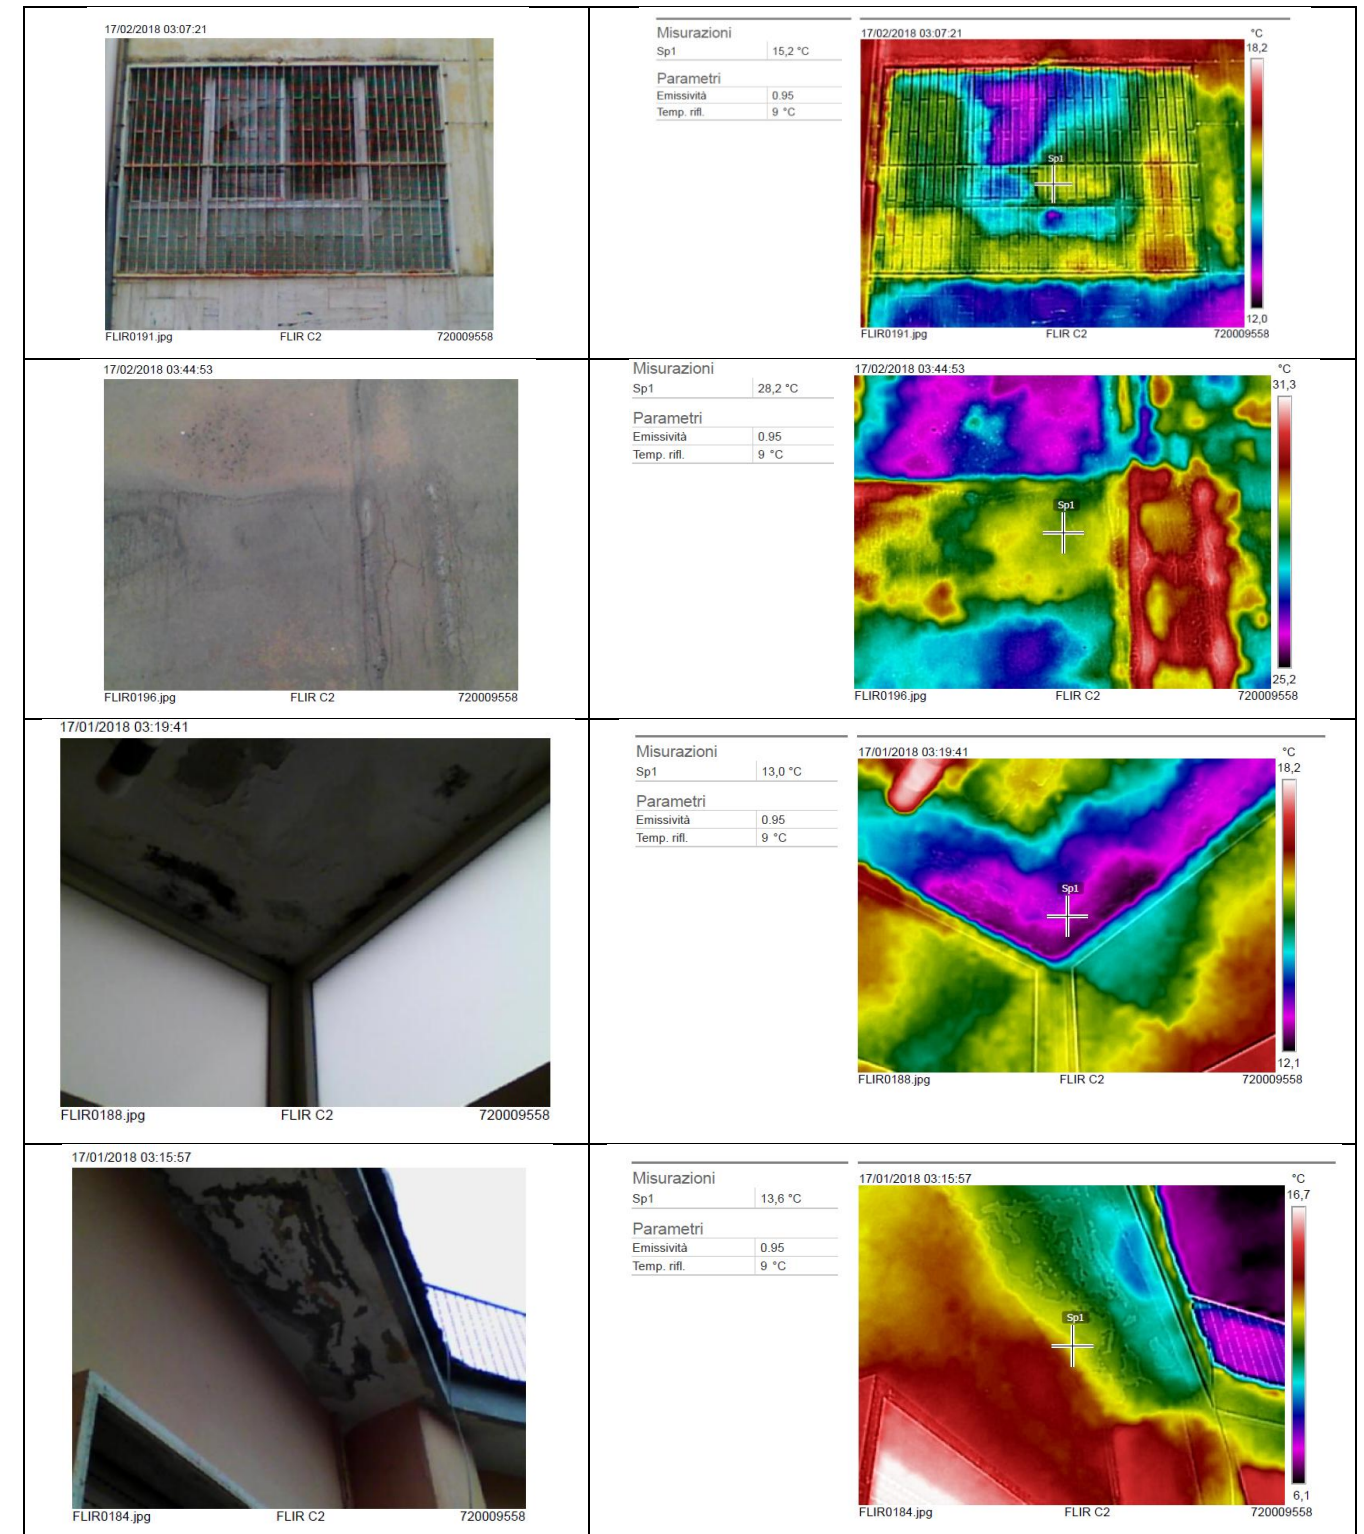 17/02/2018 03:07:21
FLIR0191.jpg FLIR C2 720009558
Misurazioni
Sp1 15,2 °C
Parametri
Emissività 0.95
Temp. rifl. 9 °C
17/02/2018 03:07:21
°C
18,2
Sp1
12,0
FLIR0191.jpg FLIR C2 720009558
17/02/2018 03:44:53
FLIR0196.jpg FLIR C2 720009558
Misurazioni
Sp1 28,2 °C
Parametri
Emissività 0.95
Temp. rifl. 9 °C
17/02/2018 03:44:53
°C
31,3
Sp1
25,2
FLIR0196.jpg FLIR C2 720009558
17/01/2018 03:19:41
FLIR0188.jpg FLIR C2 720009558
Misurazioni
Sp1 13,0 °C
Parametri
Emissività 0.95
Temp. rifl. 9 °C
17/01/2018 03:19:41
°C
18,2
Sp1
12,1
FLIR0188.jpg FLIR C2 720009558
17/01/2018 03:15:57
FLIR0184.jpg FLIR C2 720009558
Misurazioni
Sp1 13,6 °C
Parametri
Emissività 0.95
Temp. rifl. 9 °C
17/01/2018 03:15:57
°C
16,7
Sp1
6,1
FLIR0184.jpg FLIR C2 720009558